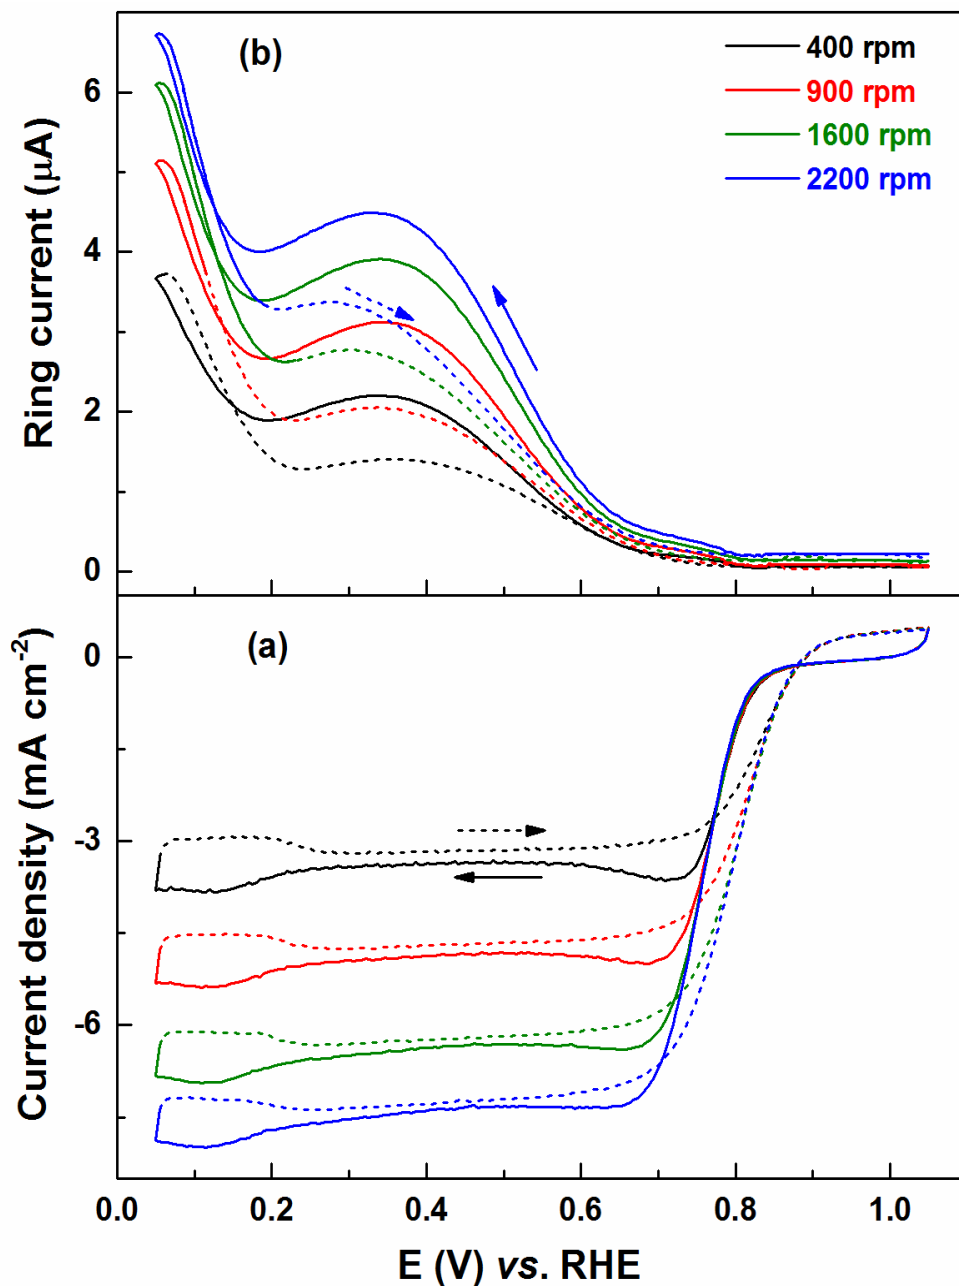 (b)
400 rpm
900 rpm
1600 rpm
2200 rpm
Ring current (μA)
6
4
2
0
(a)
Current density (mA cm⁻²)
0
-3
-6
0.0 0.2 0.4 0.6 0.8 1.0
E (V) vs. RHE